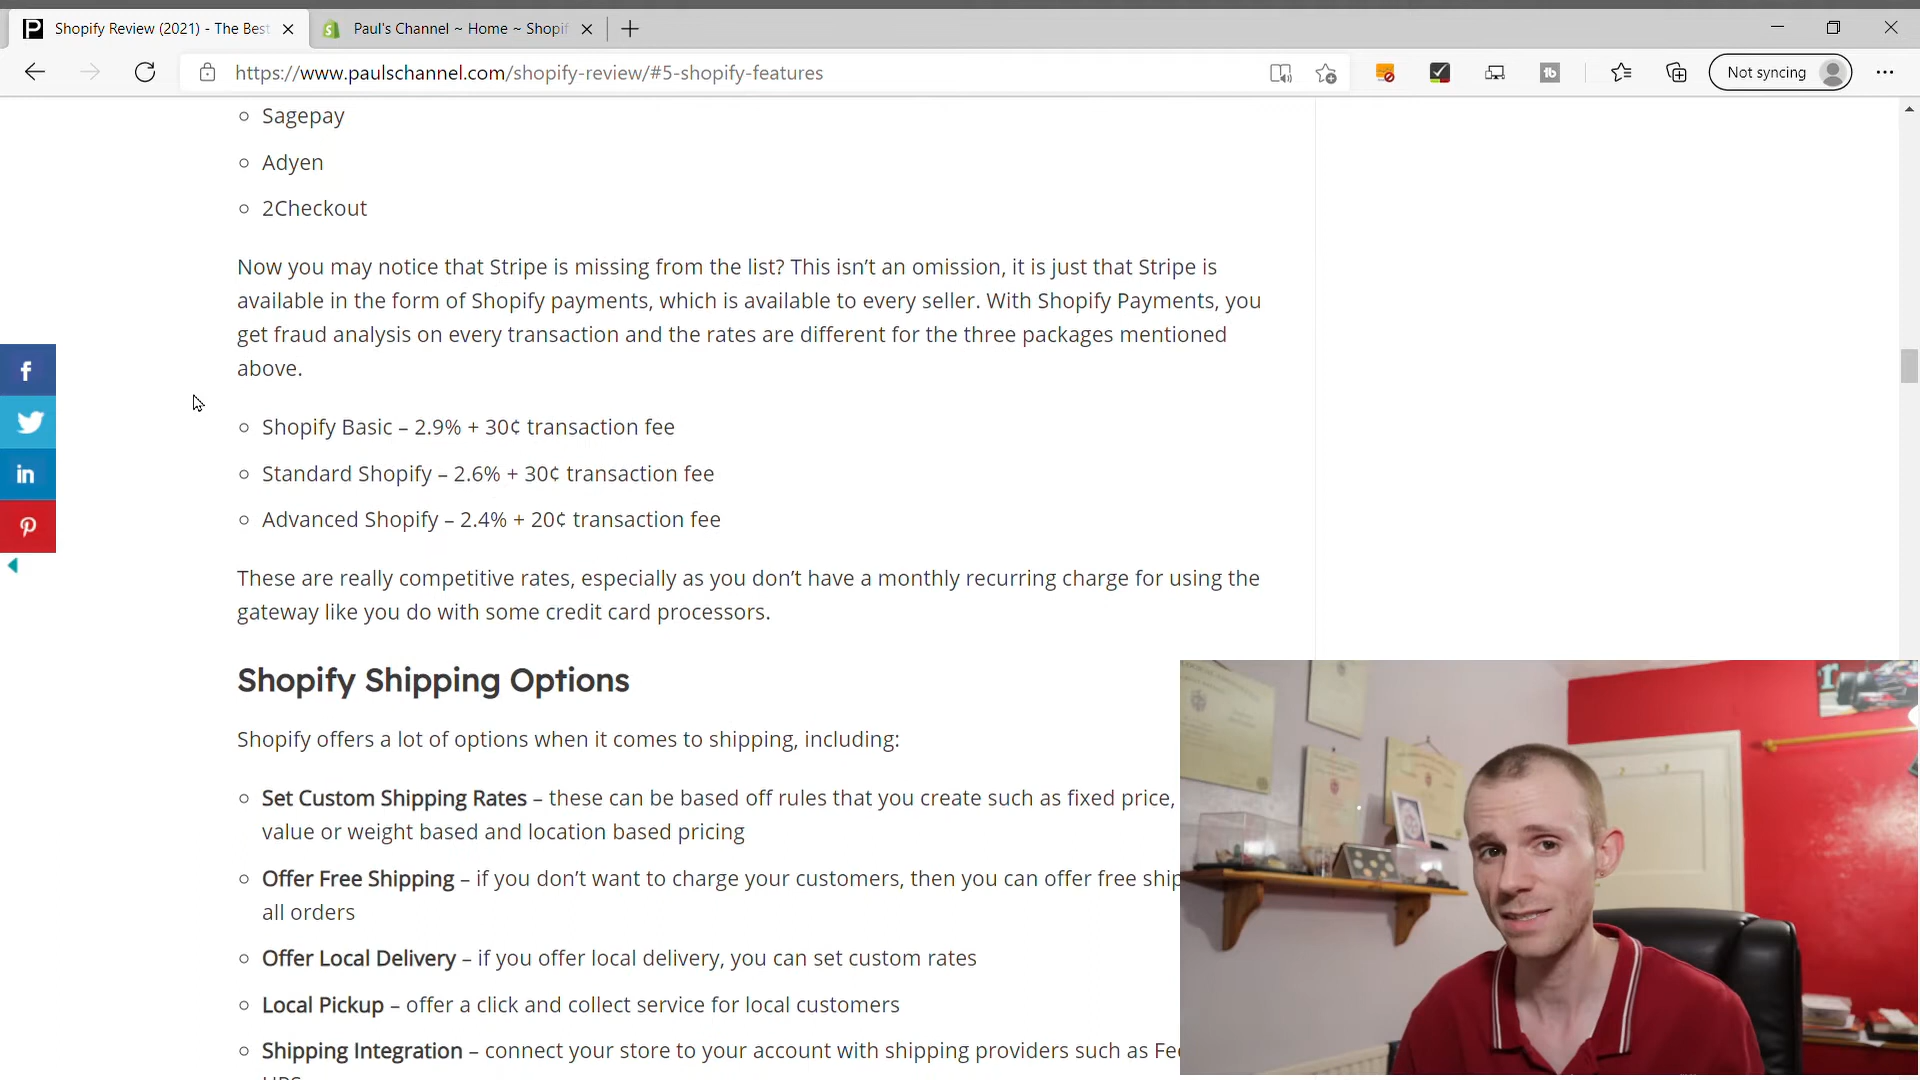 Shopify Review (2021) - The Best
Paul's Channel ~ Home ~ Shopif
https://www.paulschannel.com/shopify-review/#5-shopify-features
Not syncing
Sagepay
Adyen
2Checkout
Now you may notice that Stripe is missing from the list? This isn’t an omission, it is just that Stripe is
available in the form of Shopify payments, which is available to every seller. With Shopify Payments, you
get fraud analysis on every transaction and the rates are different for the three packages mentioned
above.
Shopify Basic – 2.9% + 30¢ transaction fee
Standard Shopify – 2.6% + 30¢ transaction fee
Advanced Shopify – 2.4% + 20¢ transaction fee
These are really competitive rates, especially as you don’t have a monthly recurring charge for using the
gateway like you do with some credit card processors.
Shopify Shipping Options
Shopify offers a lot of options when it comes to shipping, including:
Set Custom Shipping Rates – these can be based off rules that you create such as fixed price,
value or weight based and location based pricing
Offer Free Shipping – if you don’t want to charge your customers, then you can offer free ship
all orders
Offer Local Delivery – if you offer local delivery, you can set custom rates
Local Pickup – offer a click and collect service for local customers
Shipping Integration – connect your store to your account with shipping providers such as Fe